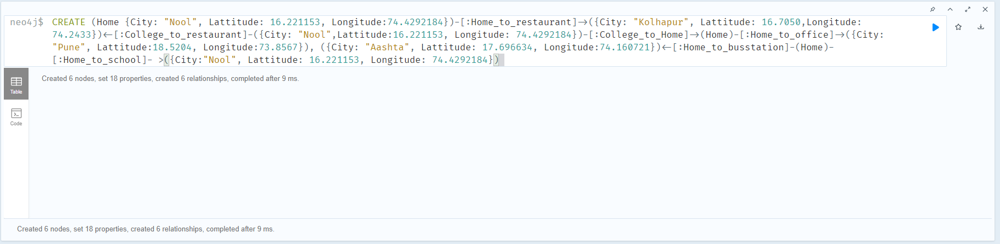 neo4j$ CREATE (Home {City: "Nool", Lattitude: 16.221153, Longitude:74.4292184})-[:Home_to_restaurant]->({City: "Kolhapur", Lattitude: 16.7050,Longitude:
74.2433})<-[:College_to_restaurant]-({City: "Nool",Lattitude:16.221153, Longitude: 74.4292184})-[:College_to_Home]->(Home)-[:Home_to_office]->({City:
"Pune", Lattitude:18.5204, Longitude:73.8567}), ({City: "Aashta", Lattitude: 17.696634, Longitude:74.160721})<-[:Home_to_busstation]-(Home)-
[:Home_to_school]- >({City:"Nool", Lattitude: 16.221153, Longitude: 74.4292184})
Created 6 nodes, set 18 properties, created 6 relationships, completed after 9 ms.
Table
Code
Created 6 nodes, set 18 properties, created 6 relationships, completed after 9 ms.